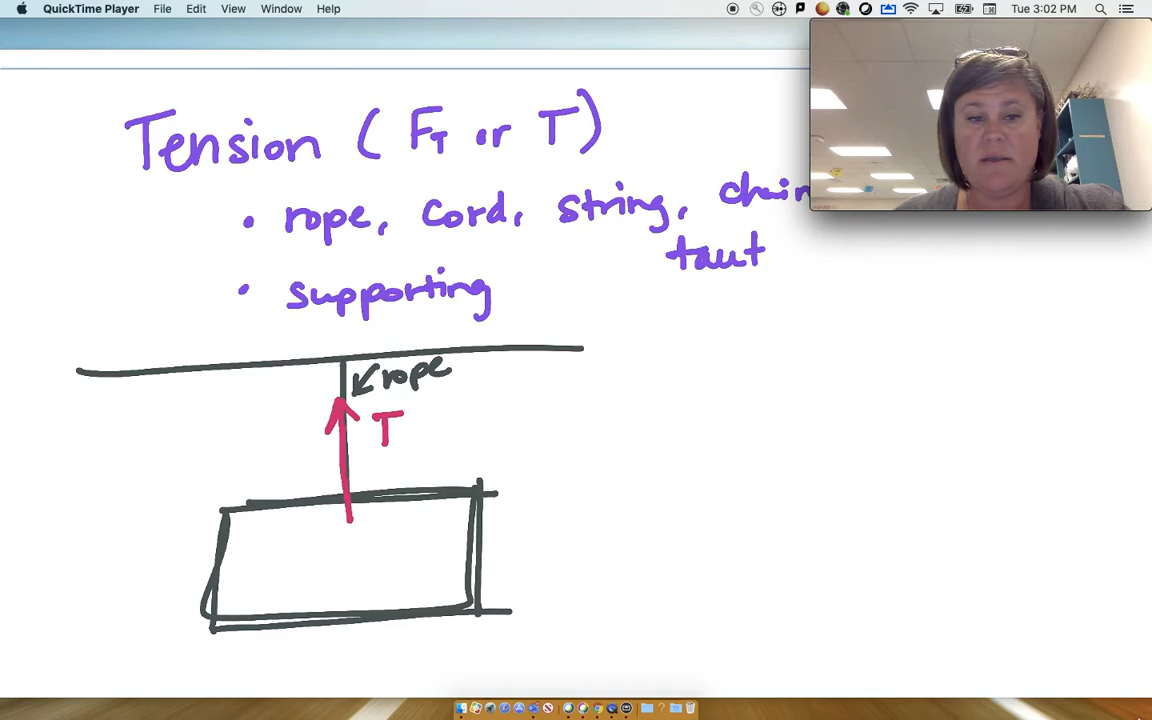 QuickTime Player File Edit View Window Help Tue 3:02 PM
Tension (FT or T)
• rope, cord, string, chain
taut
• supporting
rope
T